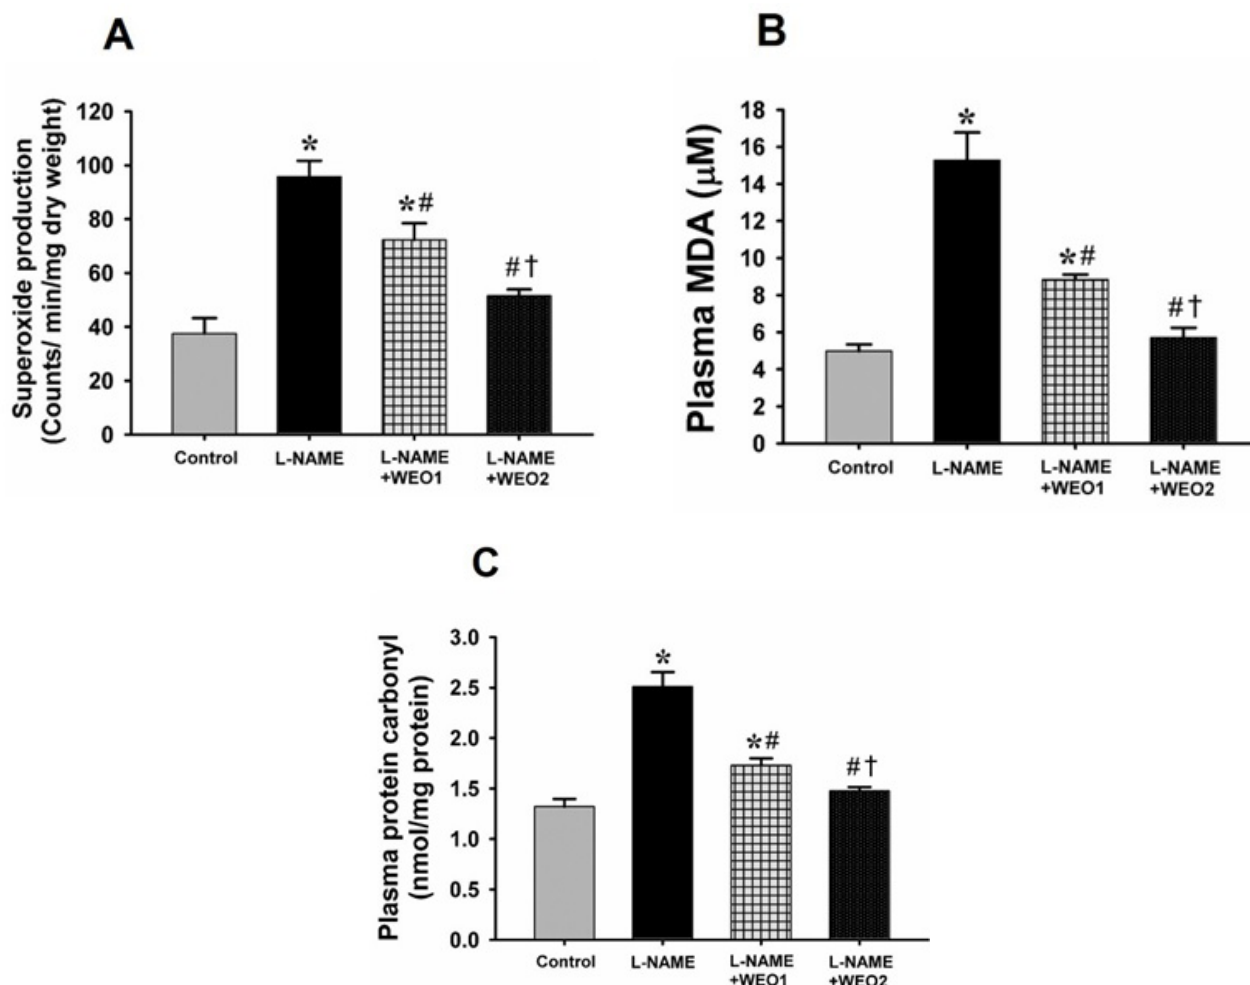 A
Superoxide production
(Counts/ min/mg dry weight)
120
100
80
60
40
20
0
*
*#
#†
Control
L-NAME
L-NAME
+WEO1
L-NAME
+WEO2
B
Plasma MDA (μM)
18
16
14
12
10
8
6
4
2
0
*
*#
#†
Control
L-NAME
L-NAME
+WEO1
L-NAME
+WEO2
C
Plasma protein carbonyl
(nmol/mg protein)
3.0
2.5
2.0
1.5
1.0
0.5
0.0
*
*#
#†
Control
L-NAME
L-NAME
+WEO1
L-NAME
+WEO2